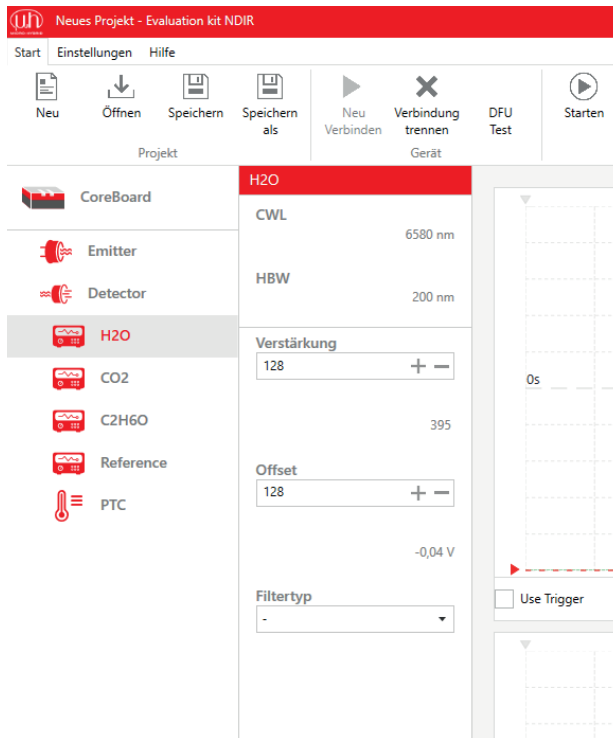 Neues Projekt - Evaluation kit NDIR
Start Einstellungen Hilfe
Neu Öffnen Speichern Speichern als Neu Verbinden Verbindung trennen DFU Test Starten
Projekt Gerät
CoreBoard
Emitter
Detector
H2O
CO2
C2H6O
Reference
PTC
H2O
CWL
6580 nm
HBW
200 nm
Verstärkung
128
395
Offset
128
-0,04 V
Filtertyp
-
0s
Use Trigger